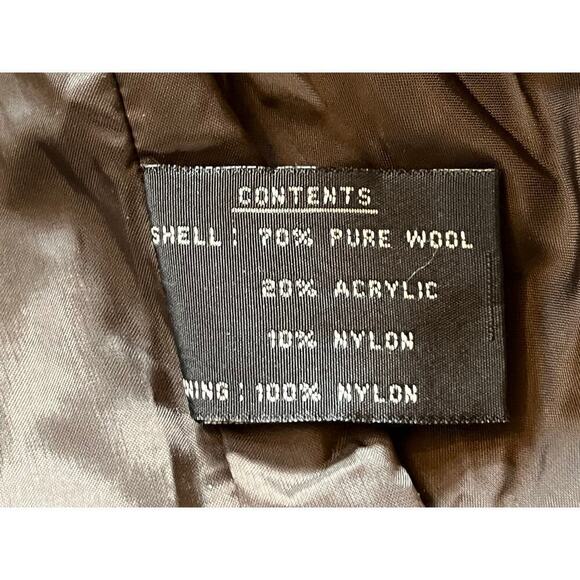 CONTENTS
SHELL: 70% PURE WOOL
20% ACRYLIC
10% NYLON
NING: 100% NYLON